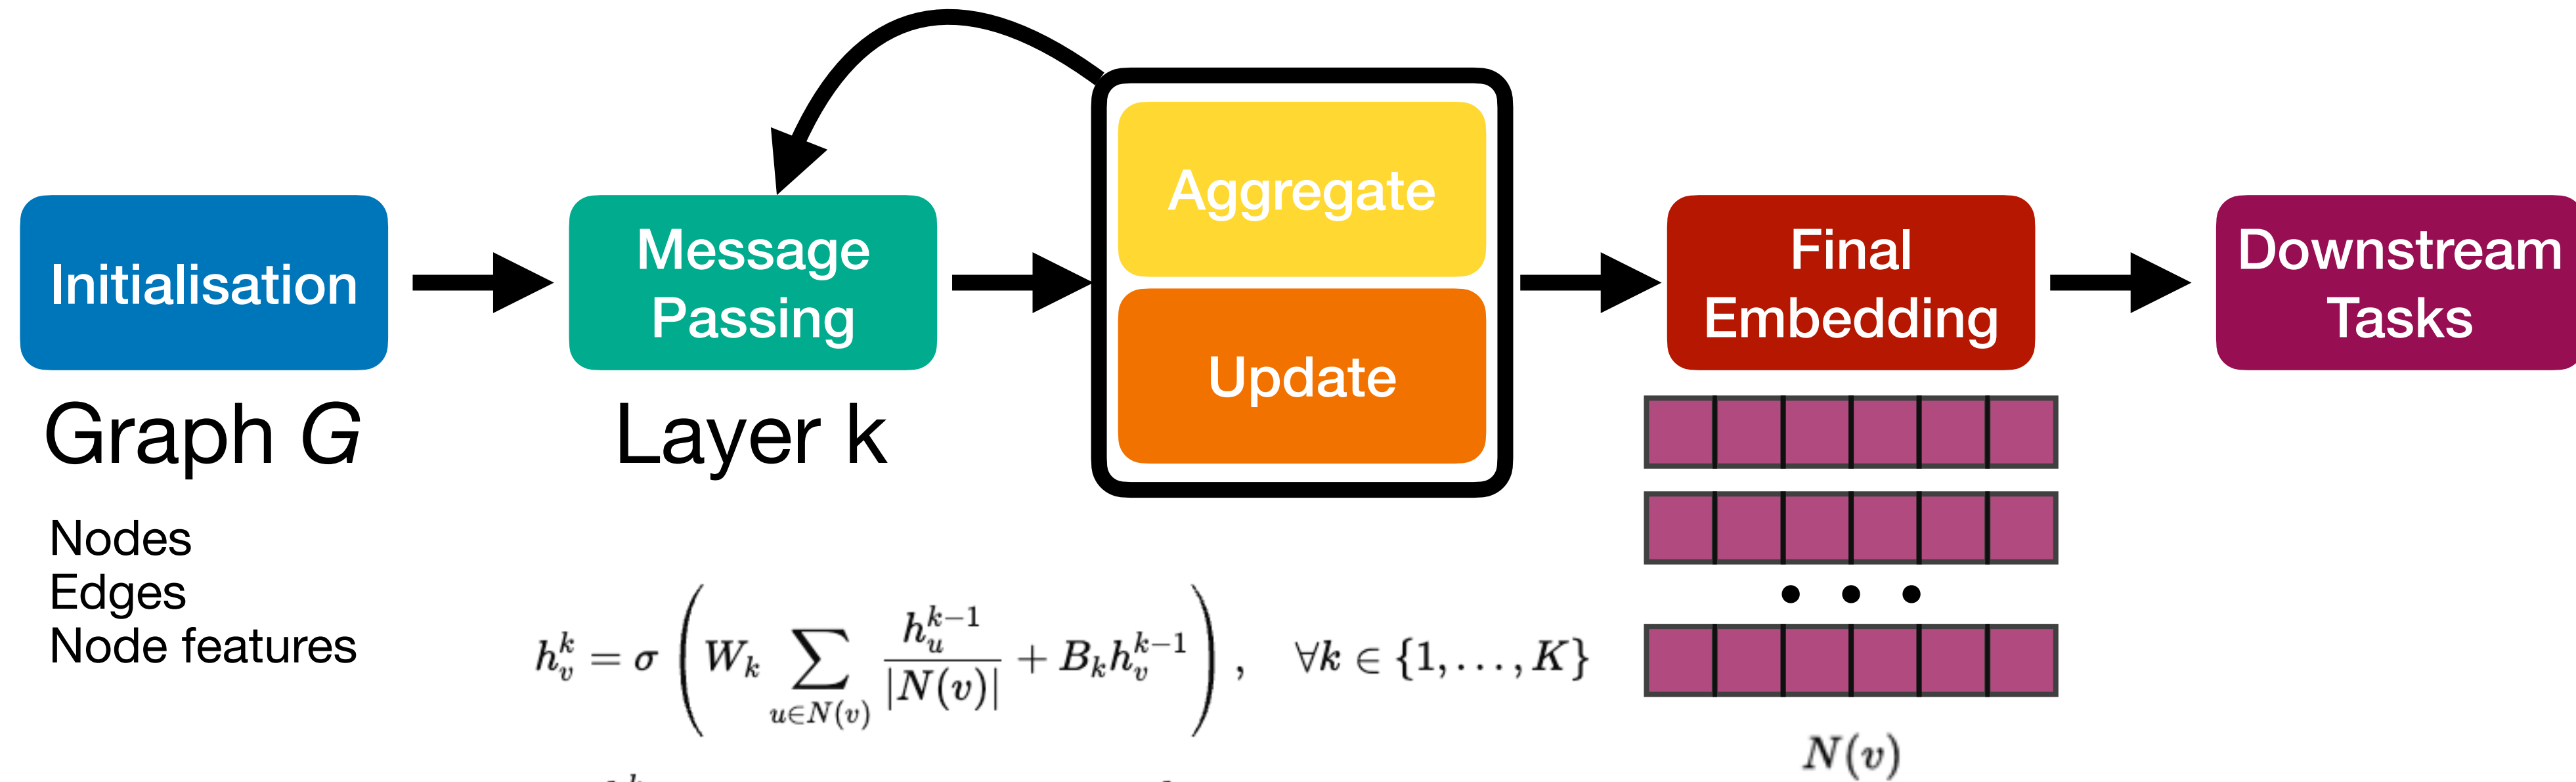 Initialisation
Message
Passing
Aggregate
Update
Final
Embedding
Downstream
Tasks
Graph G
Layer k
Nodes
Edges
Node features
h_v^k = σ ( W_k ∑_{u∈N(v)} h_u^{k−1} / |N(v)| + B_k h_v^{k−1} ) , ∀k ∈ {1, . . . , K}
• • •
N(v)